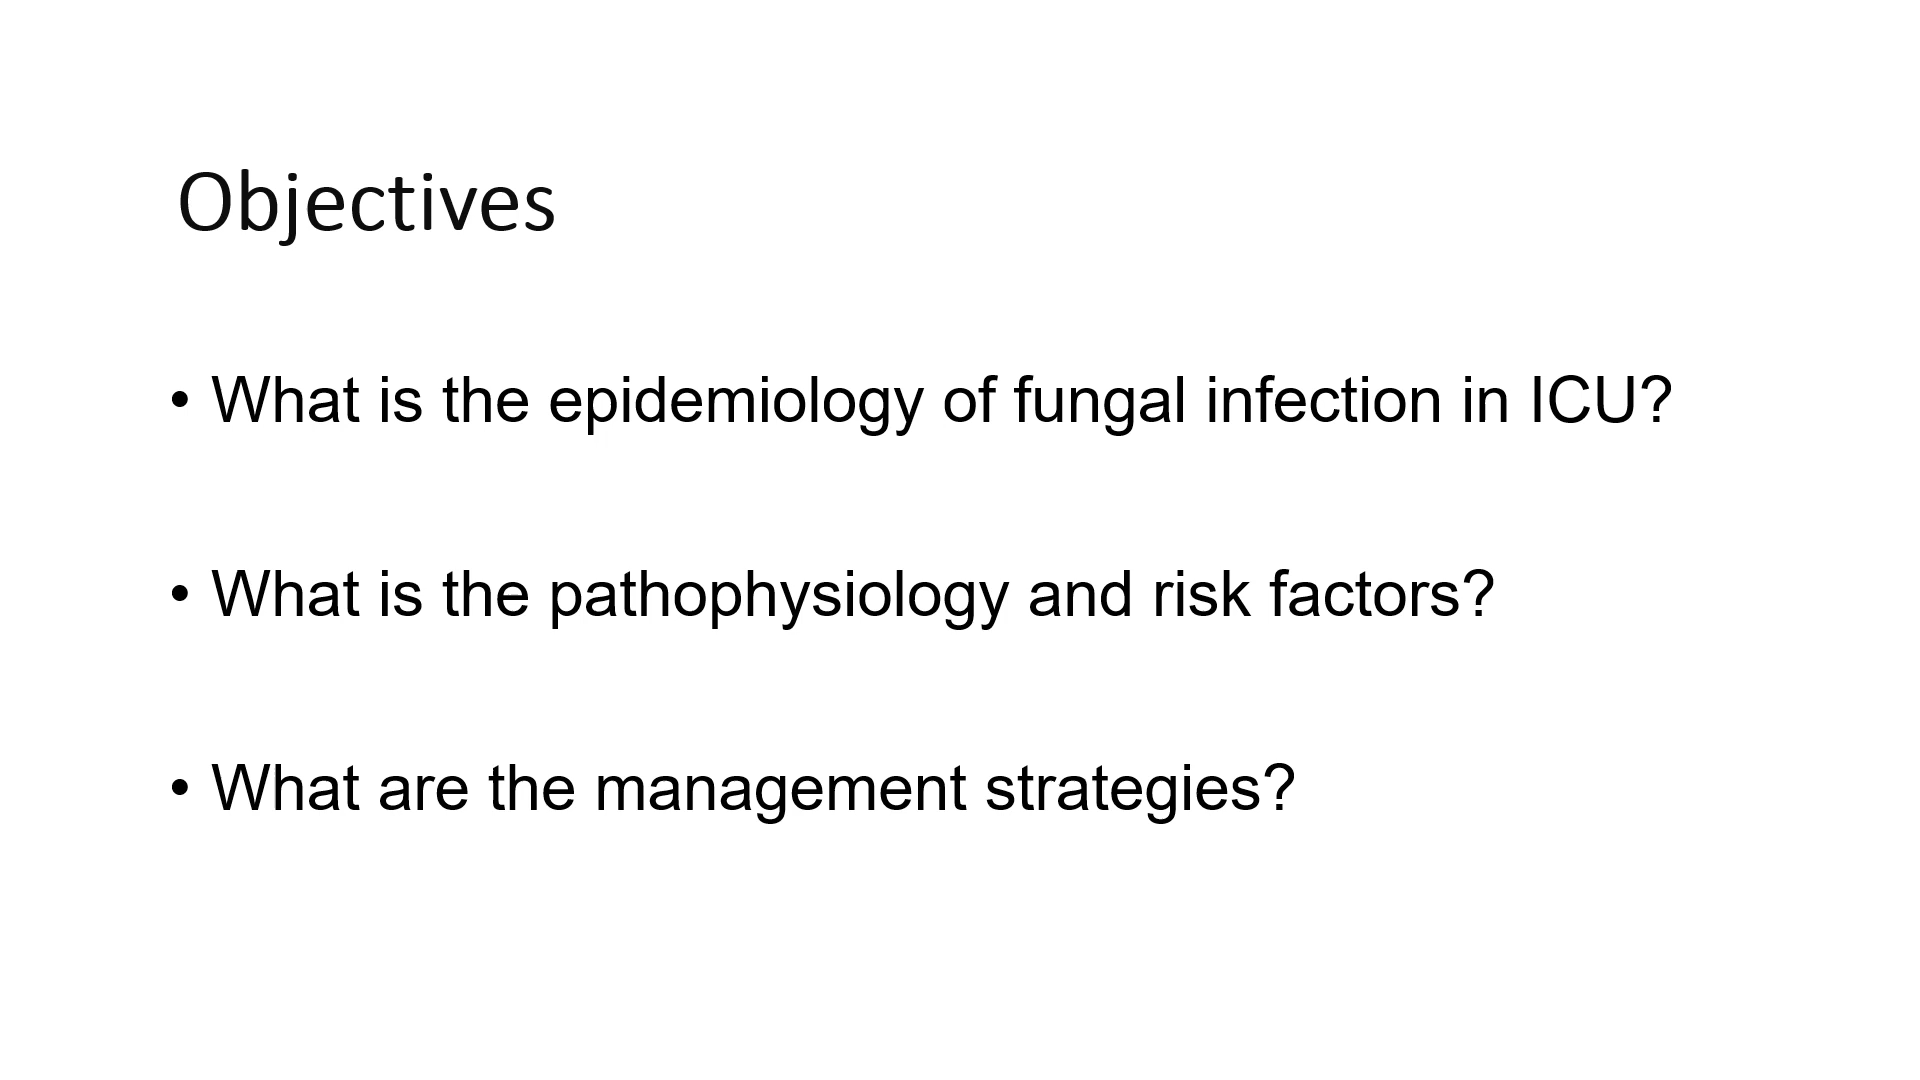 Objectives
• What is the epidemiology of fungal infection in ICU?
• What is the pathophysiology and risk factors?
• What are the management strategies?